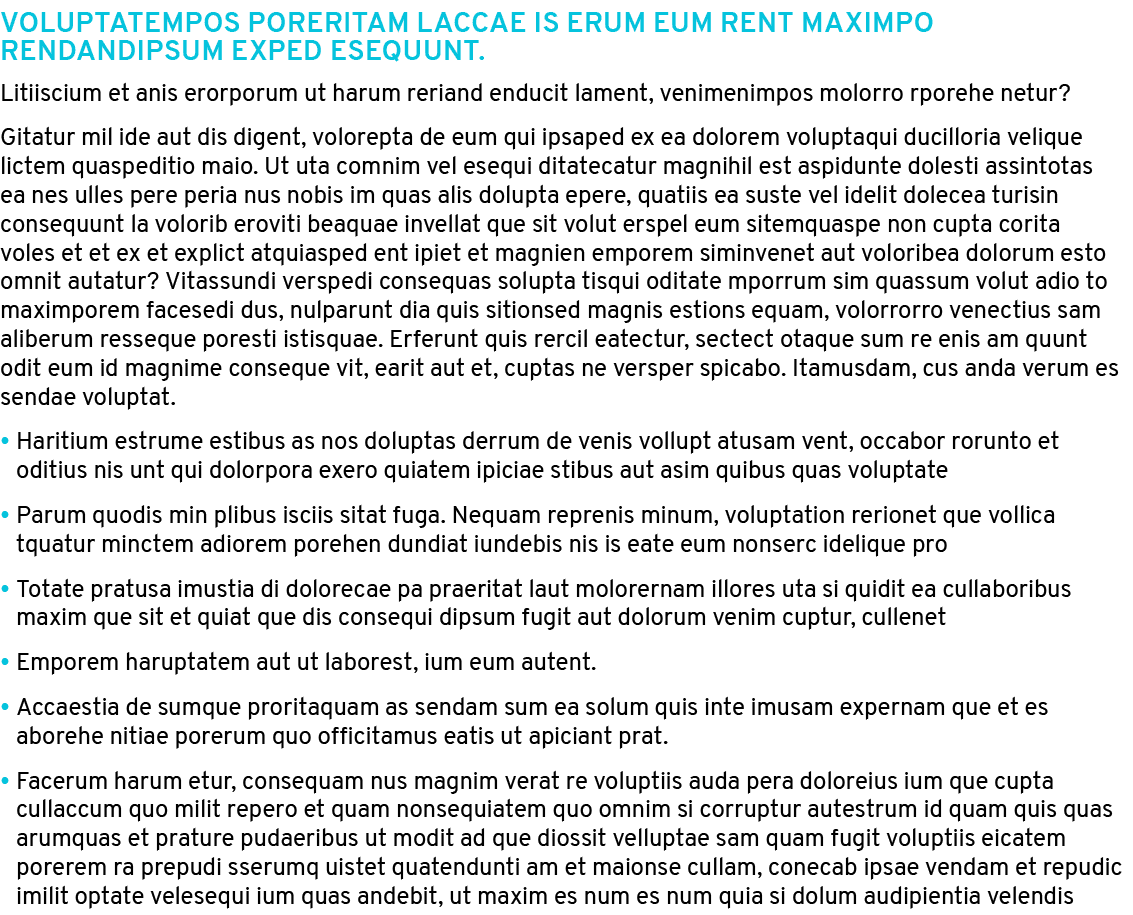 VOLUPTATEMPOS PORERITAM LACCAE IS ERUM EUM RENT MAXIMPO
RENDANDIPSUM EXPED ESEQUUNT.
Litiiscium et anis erorporum ut harum reriand enducit lament, venimenimpos molorro rporehe netur?
Gitatur mil ide aut dis digent, volorepta de eum qui ipsaped ex ea dolorem voluptaqui ducilloria velique
lictem quaspeditio maio. Ut uta comnim vel esequi ditatecatur magnihil est aspidunte dolesti assintotas
ea nes ulles pere peria nus nobis im quas alis dolupta epere, quatiis ea suste vel idelit dolecea turisin
consequunt la volorib eroviti beaquae invellat que sit volut erspel eum sitemquaspe non cupta corita
voles et et ex et explict atquiasped ent ipiet et magnien emporem siminvenet aut voloribea dolorum esto
omnit autatur? Vitassundi verspedi consequas solupta tisqui oditate mporrum sim quassum volut adio to
maximporem facesedi dus, nulparunt dia quis sitionsed magnis estions equam, volorrorro venectius sam
aliberum resseque poresti istisquae. Erferunt quis rercil eatectur, sectect otaque sum re enis am quunt
odit eum id magnime conseque vit, earit aut et, cuptas ne versper spicabo. Itamusdam, cus anda verum es
sendae voluptat.
• Haritium estrume estibus as nos doluptas derrum de venis vollupt atusam vent, occabor rorunto et
oditius nis unt qui dolorpora exero quiatem ipiciae stibus aut asim quibus quas voluptate
• Parum quodis min plibus isciis sitat fuga. Nequam reprenis minum, voluptation rerionet que vollica
tquatur minctem adiorem porehen dundiat iundebis nis is eate eum nonserc idelique pro
• Totate pratusa imustia di dolorecae pa praeritat laut molorernam illores uta si quidit ea cullaboribus
maxim que sit et quiat que dis consequi dipsum fugit aut dolorum venim cuptur, cullenet
• Emporem haruptatem aut ut laborest, ium eum autent.
• Accaestia de sumque proritaquam as sendam sum ea solum quis inte imusam expernam que et es
aborehe nitiae porerum quo officitamus eatis ut apiciant prat.
• Facerum harum etur, consequam nus magnim verat re voluptiis auda pera doloreius ium que cupta
cullaccum quo milit repero et quam nonsequiatem quo omnim si corruptur autestrum id quam quis quas
arumquas et prature pudaeribus ut modit ad que diossit velluptae sam quam fugit voluptiis eicatem
porerem ra prepudi sserumq uistet quatendunti am et maionse cullam, conecab ipsae vendam et repudic
imilit optate velesequi ium quas andebit, ut maxim es num es num quia si dolum audipientia velendis